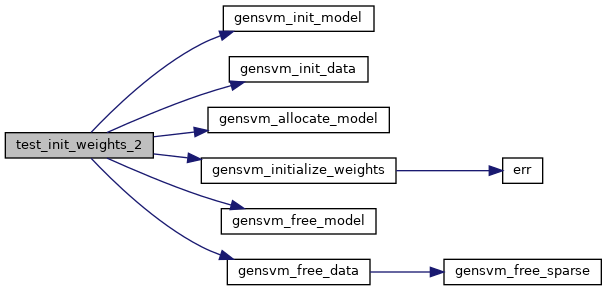 gensvm_init_model
gensvm_init_data
gensvm_allocate_model
test_init_weights_2
gensvm_initialize_weights
err
gensvm_free_model
gensvm_free_data
gensvm_free_sparse